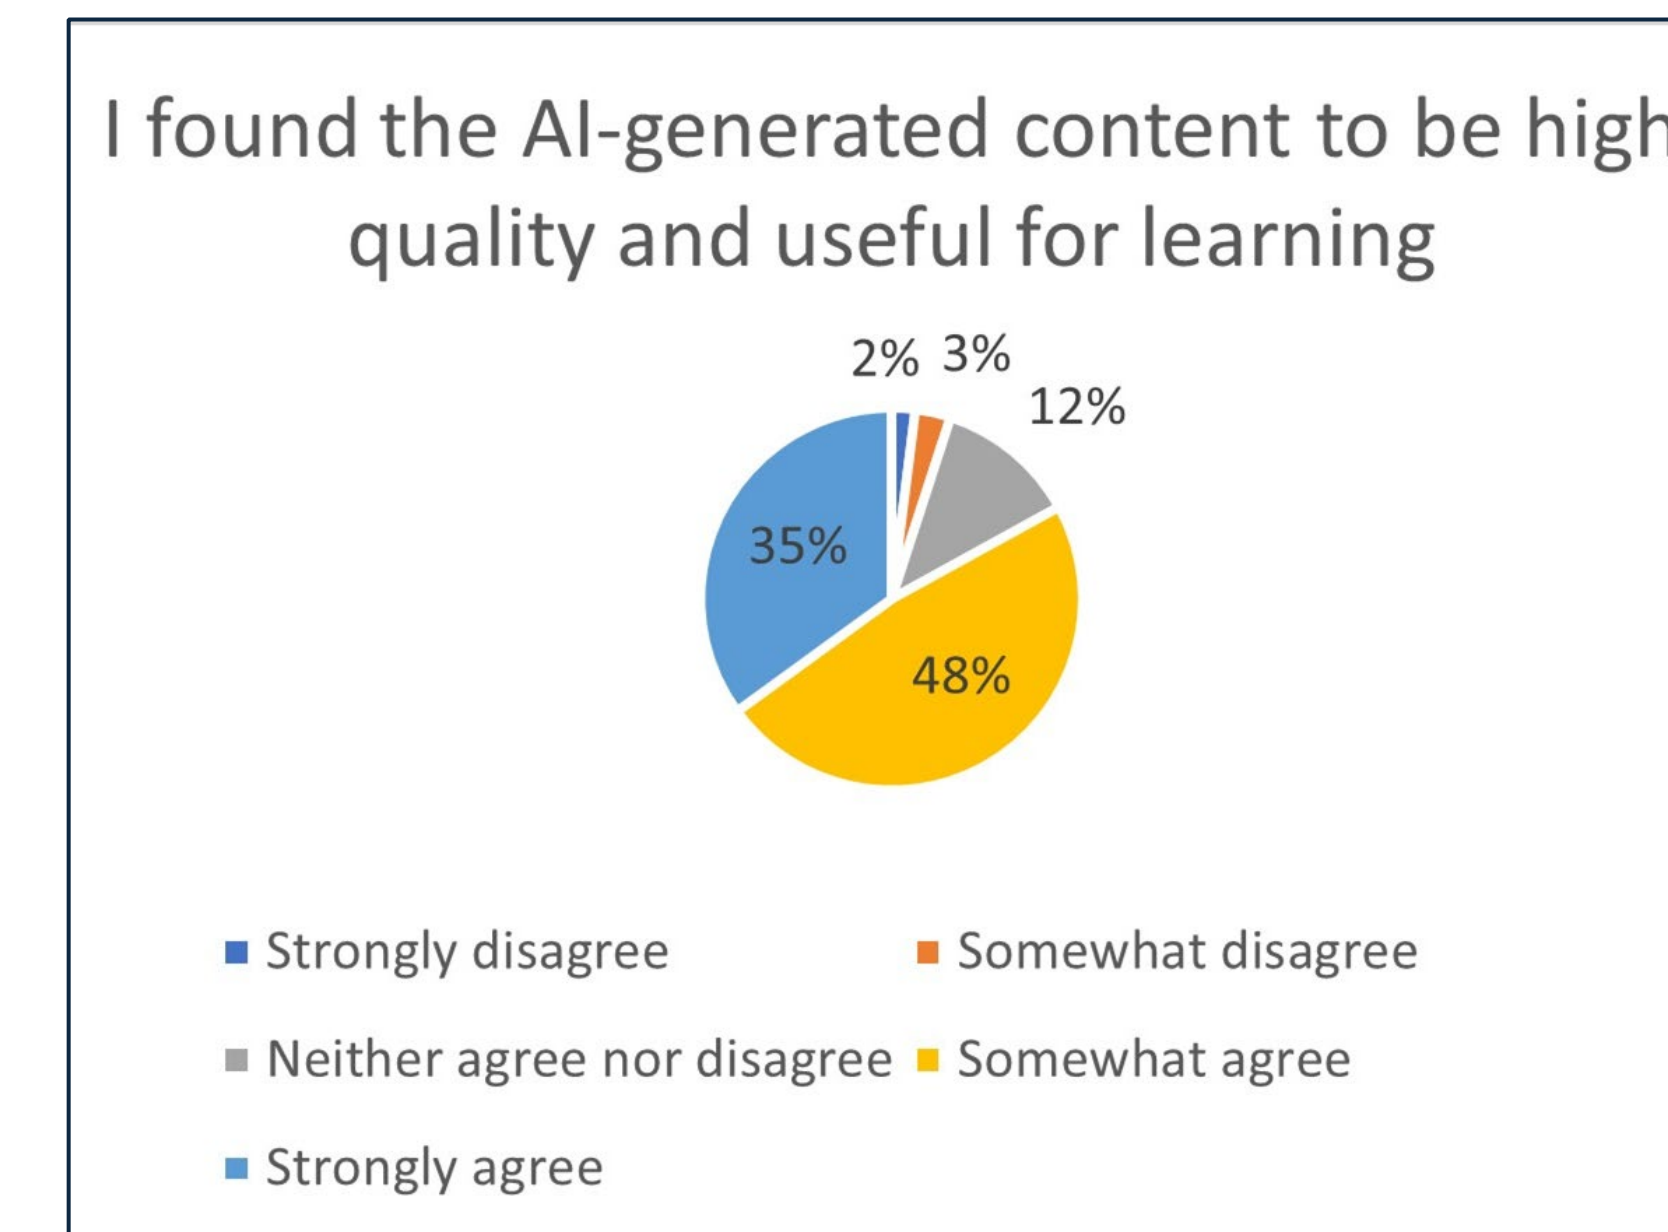 I found the AI-generated content to be high
quality and useful for learning
2% 3%
12%
35%
48%
Strongly disagree Somewhat disagree
Neither agree nor disagree Somewhat agree
Strongly agree